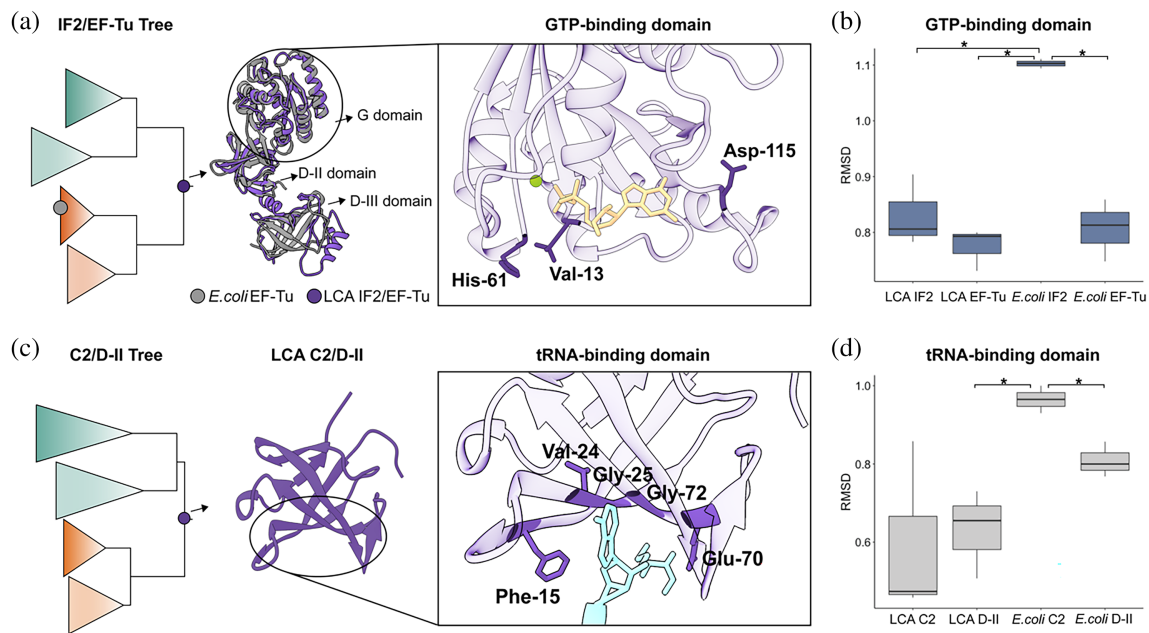 (a)
IF2/EF-Tu Tree
G domain
D-II domain
D-III domain
E.coli EF-Tu
LCA IF2/EF-Tu
GTP-binding domain
Asp-115
His-61
Val-13
(b)
GTP-binding domain
*
* *
1.1
1.0
0.9
0.8
RMSD
LCA IF2 LCA EF-Tu E.coli IF2 E.coli EF-Tu
(c)
C2/D-II Tree
LCA C2/D-II
tRNA-binding domain
Val-24
Gly-25
Gly-72
Glu-70
Phe-15
(d)
tRNA-binding domain
* *
1.0
0.8
0.6
RMSD
LCA C2 LCA D-II E.coli C2 E.coli D-II